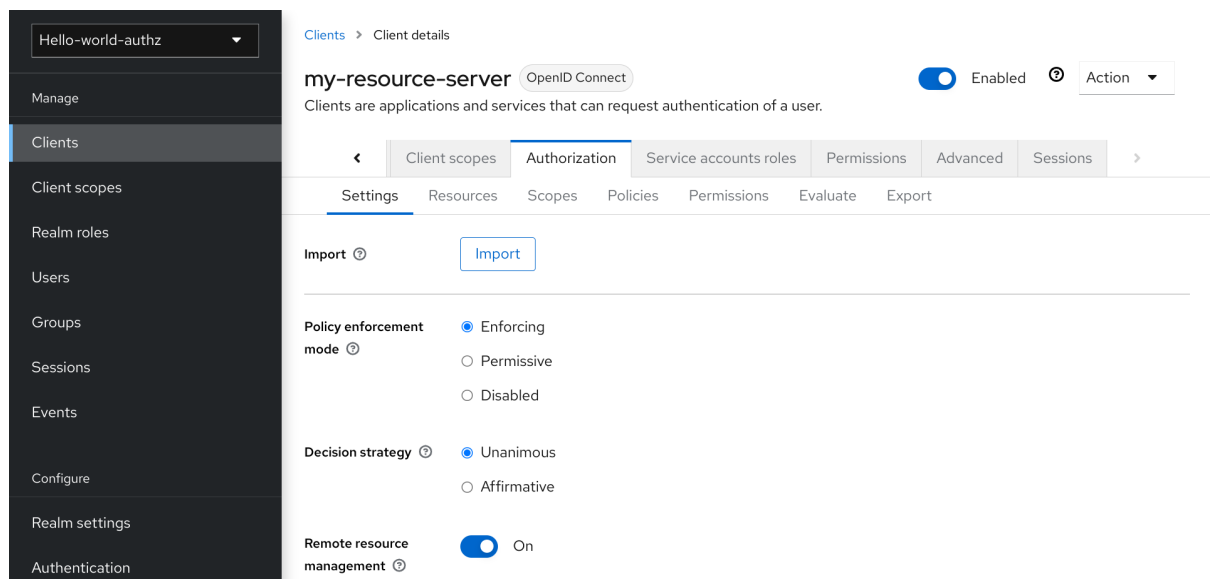 Hello-world-authz
Manage
Clients
Client scopes
Realm roles
Users
Groups
Sessions
Events
Configure
Realm settings
Authentication
Clients > Client details
my-resource-server OpenID Connect
Enabled
Action
Clients are applications and services that can request authentication of a user.
Client scopes Authorization Service accounts roles Permissions Advanced Sessions
Settings Resources Scopes Policies Permissions Evaluate Export
Import
Import
Policy enforcement
mode
Enforcing
Permissive
Disabled
Decision strategy
Unanimous
Affirmative
Remote resource
management
On